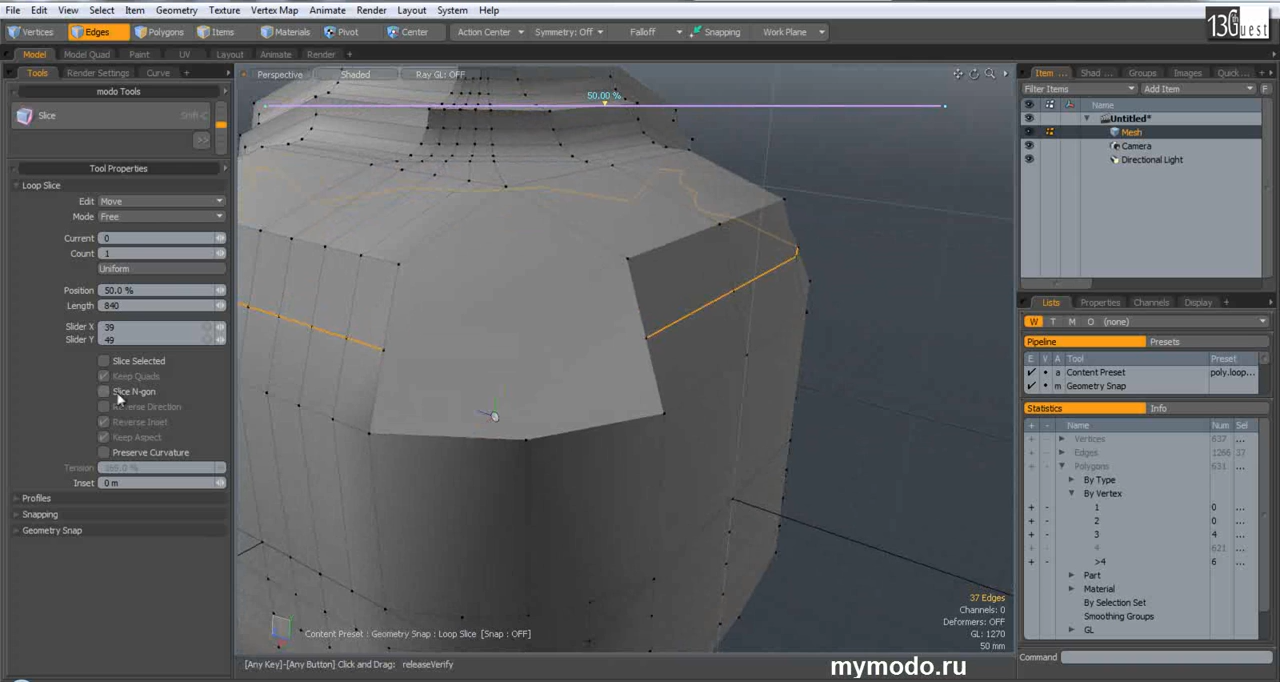 File Edit View Select Item Geometry Texture Vertex Map Animate Render Layout System Help
13th Quest
Vertices Edges Polygons Items Materials Pivot Center Action Center Symmetry: Off Falloff Snapping Work Plane
Model Model Quad Paint UV Layout Animate Render +
Tools Render Settings Curve +
modo Tools
Slice Shift-C
>>
Tool Properties
Loop Slice
Edit Move
Mode Free
Current 0
Count 1
Uniform
Position 50.0 %
Length 840
Slider X 39
Slider Y 49
Slice Selected
Keep Quads
Slice N-gon
Reverse Direction
Reverse Inset
Keep Aspect
Preserve Curvature
Tension
Inset 0 m
Profiles
Snapping
Geometry Snap
Perspective Shaded Ray GL: OFF
50.00 %
37 Edges
Channels: 0
Deformers: OFF
GL: 1270
50 mm
Content Preset : Geometry Snap : Loop Slice [Snap : OFF]
[Any Key]-[Any Button] Click and Drag: releaseVerify
mymodo.ru
Item ... Shad ... Groups Images Quick...
Filter Items Add Item F
Name
Untitled*
Mesh
Camera
Directional Light
Lists Properties Channels Display +
W T M O (none)
Pipeline Presets
E V A Tool Preset
a Content Preset poly.loop...
m Geometry Snap
Statistics Info
+ - Name Num Sel
Vertices 637 ...
Edges 1266 37
Polygons 631 ...
By Type
By Vertex
+ - 1 0 ...
+ - 2 0 ...
+ - 3 4 ...
+ - 4 621 ...
+ - >4 6 ...
Part
Material
By Selection Set
Smoothing Groups
GL
Command